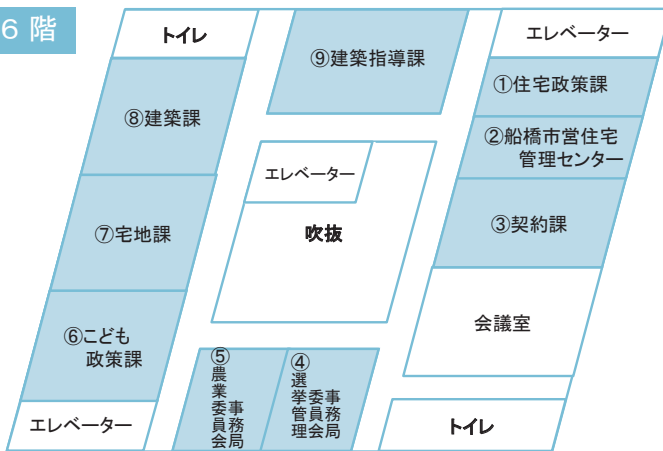 6 階
トイレ
⑨建築指導課
エレベーター
①住宅政策課
⑧建築課
②船橋市営住宅
管理センター
エレベーター
⑦宅地課
吹抜
③契約課
⑥こども
政策課
会議室
⑤農業委員会事務局
④選挙管理委員会事務局
エレベーター
トイレ